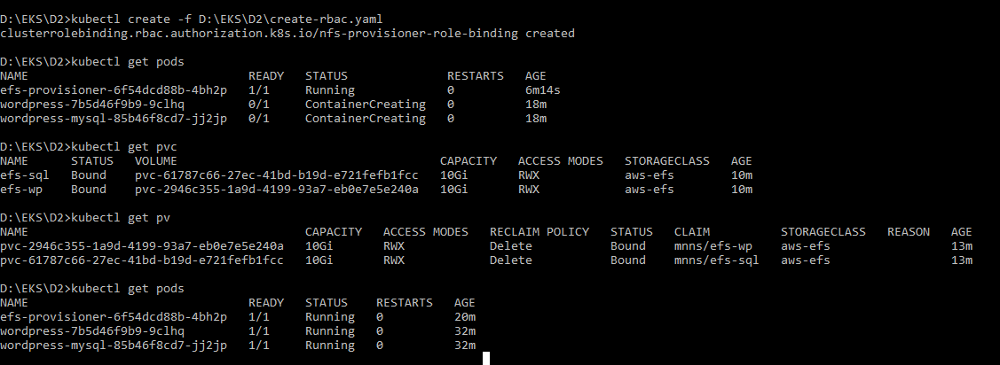 D:\EKS\D2>kubectl create -f D:\EKS\D2\create-rbac.yaml
clusterrolebinding.rbac.authorization.k8s.io/nfs-provisioner-role-binding created
D:\EKS\D2>kubectl get pods
NAME READY STATUS RESTARTS AGE
efs-provisioner-6f54dcd88b-4bh2p 1/1 Running 0 6m14s
wordpress-7b5d46f9b9-9clhq 0/1 ContainerCreating 0 18m
wordpress-mysql-85b46f8cd7-jj2jp 0/1 ContainerCreating 0 18m
D:\EKS\D2>kubectl get pvc
NAME STATUS VOLUME CAPACITY ACCESS MODES STORAGECLASS AGE
efs-sql Bound pvc-61787c66-27ec-41bd-b19d-e721fefb1fcc 10Gi RWX aws-efs 10m
efs-wp Bound pvc-2946c355-1a9d-4199-93a7-eb0e7e5e240a 10Gi RWX aws-efs 10m
D:\EKS\D2>kubectl get pv
NAME CAPACITY ACCESS MODES RECLAIM POLICY STATUS CLAIM STORAGECLASS REASON AGE
pvc-2946c355-1a9d-4199-93a7-eb0e7e5e240a 10Gi RWX Delete Bound mnns/efs-wp aws-efs 13m
pvc-61787c66-27ec-41bd-b19d-e721fefb1fcc 10Gi RWX Delete Bound mnns/efs-sql aws-efs 13m
D:\EKS\D2>kubectl get pods
NAME READY STATUS RESTARTS AGE
efs-provisioner-6f54dcd88b-4bh2p 1/1 Running 0 20m
wordpress-7b5d46f9b9-9clhq 1/1 Running 0 32m
wordpress-mysql-85b46f8cd7-jj2jp 1/1 Running 0 32m